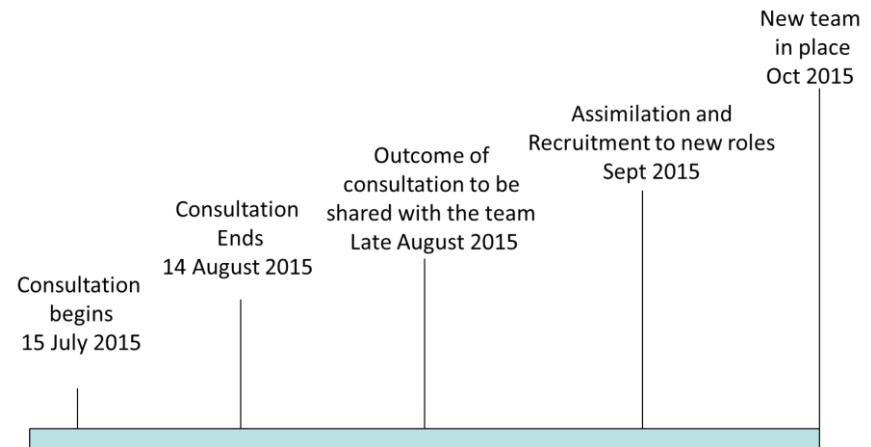 Consultation
begins
15 July 2015
Consultation
Ends
14 August 2015
Outcome of
consultation to be
shared with the team
Late August 2015
Assimilation and
Recruitment to new roles
Sept 2015
New team
in place
Oct 2015